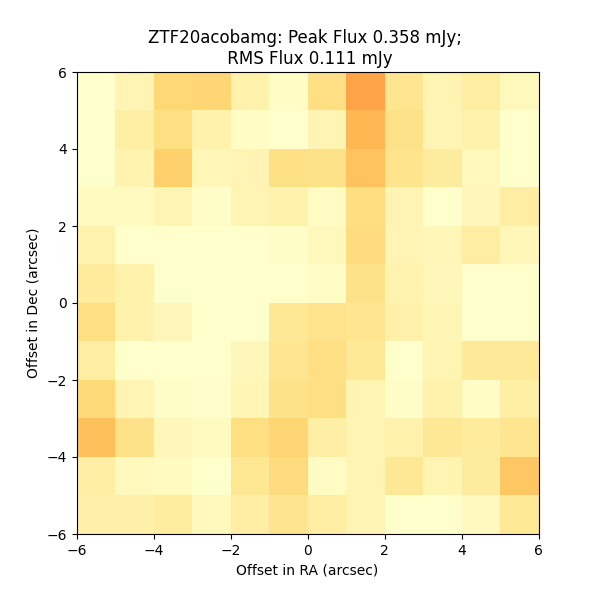 ZTF20acobamg: Peak Flux 0.358 mJy;
RMS Flux 0.111 mJy
6
4
2
0
−2
−4
−6
Offset in Dec (arcsec)
−6 −4 −2 0 2 4 6
Offset in RA (arcsec)